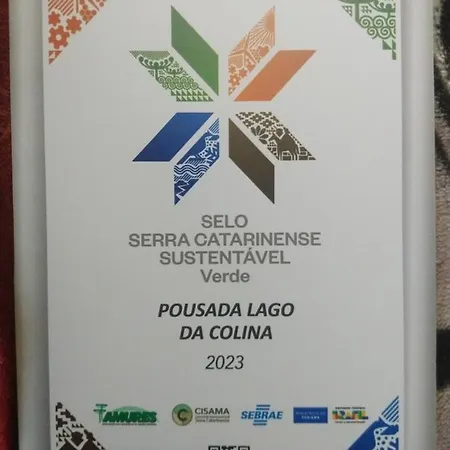 SELO
SERRA CATARINENSE
SUSTENTÁVEL
Verde
POUSADA LAGO
DA COLINA
2023
AMURES
CISAMA
SEBRAE